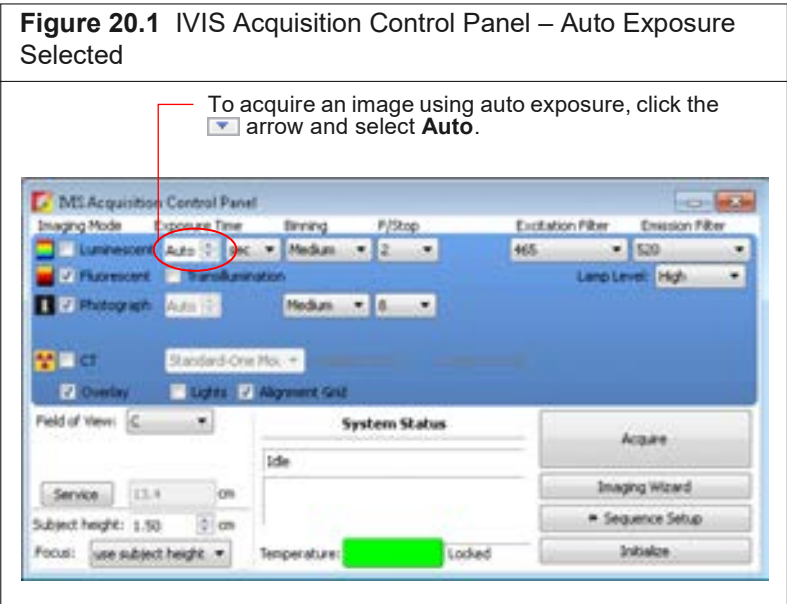 Figure 20.1 IVIS Acquisition Control Panel – Auto Exposure
Selected
To acquire an image using auto exposure, click the
arrow and select Auto.
IVIS Acquisition Control Panel
Imaging Mode Exposure Time Binning F/Stop Excitation Filter Emission Filter
Luminescent Auto sec Medium 2 465 520
Fluorescent Transillumination Lamp Level: High
Photograph Auto Medium 8
CT Standard-One Mou.
Overlay Lights Alignment Grid
Field of View: C System Status Acquire
Idle
Service 13.4 cm Imaging Wizard
Subject height: 1.50 cm Sequence Setup
Focus: use subject height Temperature: Locked Initialize